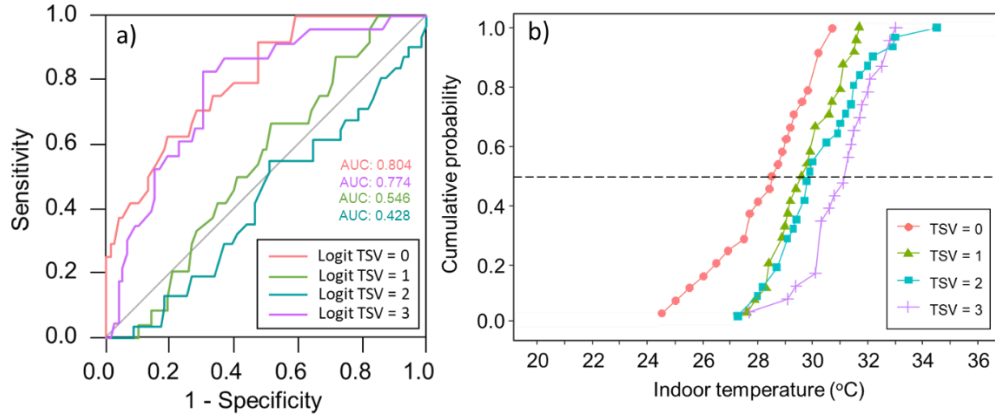 a)
1.0
0.8
0.6
0.4
0.2
0.0
Sensitivity
0.0
0.2
0.4
0.6
0.8
1.0
1 - Specificity
AUC: 0.804
AUC: 0.774
AUC: 0.546
AUC: 0.428
Logit TSV = 0
Logit TSV = 1
Logit TSV = 2
Logit TSV = 3
b)
1.0
0.8
0.6
0.4
0.2
0.0
Cumulative probability
20
22
24
26
28
30
32
34
36
Indoor temperature (°C)
TSV = 0
TSV = 1
TSV = 2
TSV = 3